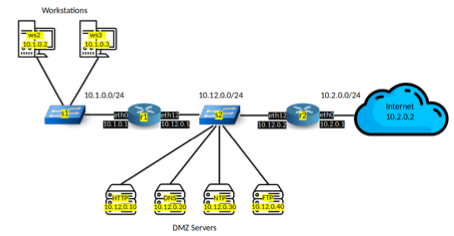 Workstations
ws2
10.1.0.2
ws3
10.1.0.3
10.1.0.0/24
10.12.0.0/24
10.2.0.0/24
s1
eth0
10.1.0.1
r1
eth12
10.12.0.1
s2
eth12
10.12.0.2
r2
eth0
10.2.0.1
Internet
10.2.0.2
HTTP
10.12.0.10
DNS
10.12.0.20
NTP
10.12.0.30
FTP
10.12.0.40
DMZ Servers